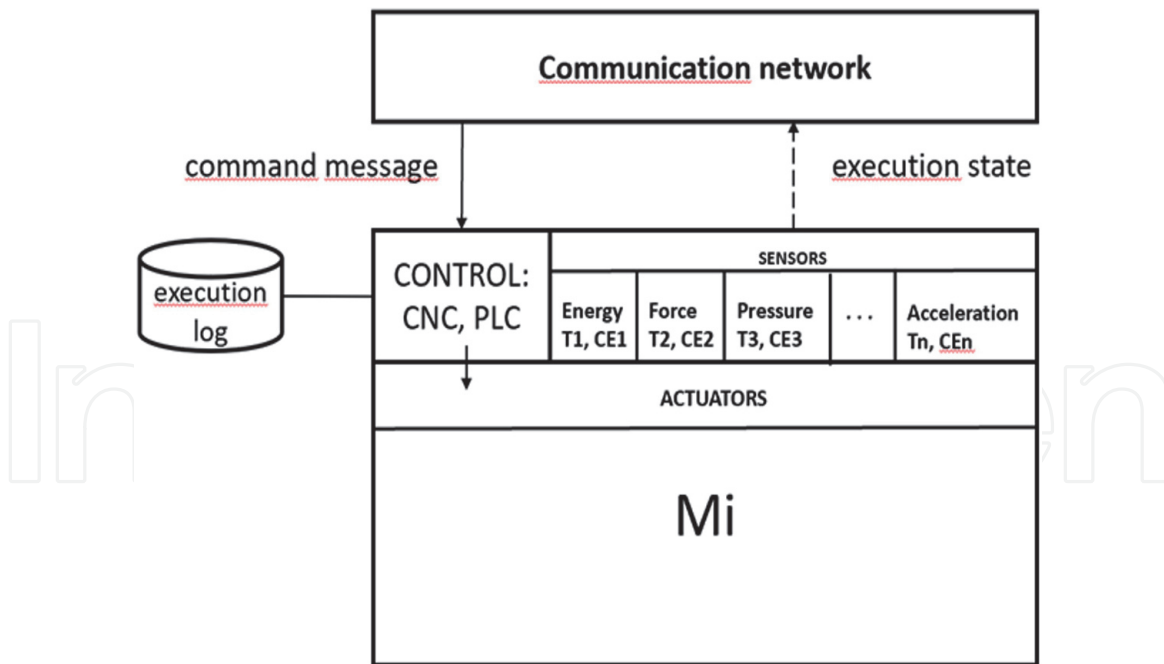 Communication network
command message
execution state
execution
log
CONTROL:
CNC, PLC
SENSORS
Energy
T1, CE1
Force
T2, CE2
Pressure
T3, CE3
...
Acceleration
Tn, CEn
ACTUATORS
Mi